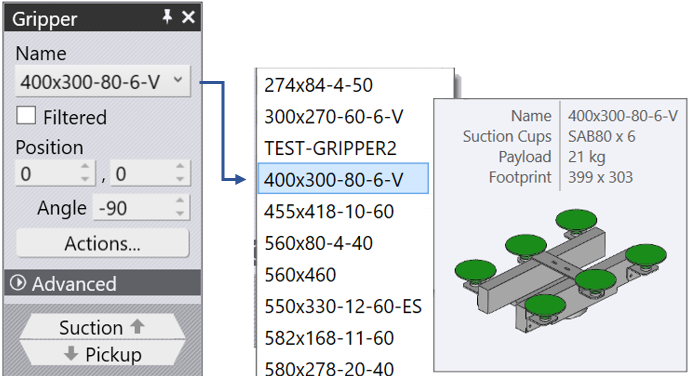 Gripper
Name
400x300-80-6-V
Filtered
Position
0 , 0
Angle -90
Actions...
Advanced
Suction
Pickup
274x84-4-50
300x270-60-6-V
TEST-GRIPPER2
400x300-80-6-V
455x418-10-60
560x80-4-40
560x460
550x330-12-60-ES
582x168-11-60
580x278-20-40
Name 400x300-80-6-V
Suction Cups SAB80 x 6
Payload 21 kg
Footprint 399 x 303